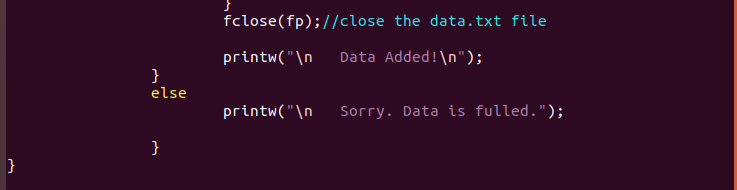 }
fclose(fp);//close the data.txt file
printw("\n   Data Added!\n");
}
else
printw("\n   Sorry. Data is fulled.");
}
}